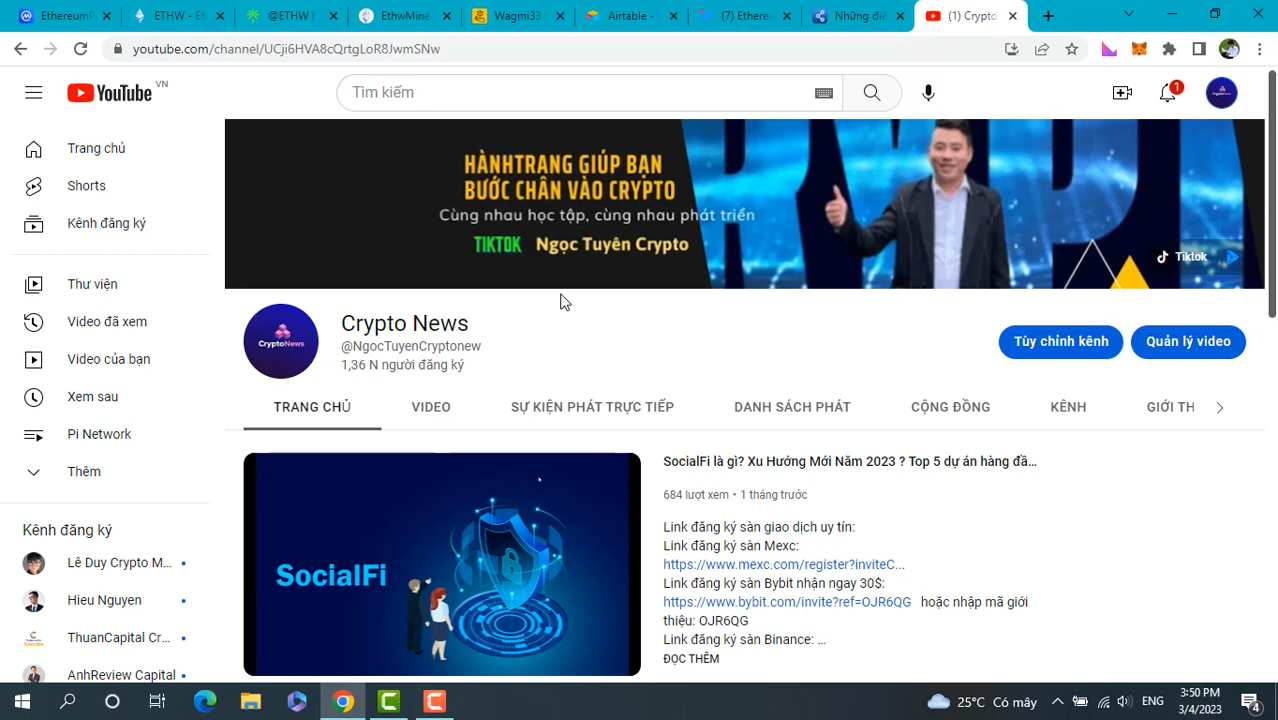 EthereumP
ETHW - Eth
@ETHW |
EthwMine
Wagmi33
Airtable -
(7) Ethere
Những điề
(1) Crypto
youtube.com/channel/UCji6HVA8cQrtgLoR8JwmSNw
YouTube VN
Tìm kiếm
1
Trang chủ
Shorts
Kênh đăng ký
Thư viện
Video đã xem
Video của bạn
Xem sau
Pi Network
Thêm
Kênh đăng ký
Lê Duy Crypto M...
Hieu Nguyen
ThuanCapital Cr...
AnhReview Capital
HÀNHTRANG GIÚP BẠN
BƯỚC CHÂN VÀO CRYPTO
Cùng nhau học tập, cùng nhau phát triển
TIKTOK Ngọc Tuyên Crypto
Tiktok
CryptoNews
Crypto News
@NgocTuyenCryptonew
1,36 N người đăng ký
Tùy chỉnh kênh
Quản lý video
TRANG CHỦ
VIDEO
SỰ KIỆN PHÁT TRỰC TIẾP
DANH SÁCH PHÁT
CỘNG ĐỒNG
KÊNH
GIỚI TH
SocialFi
SocialFi là gì? Xu Hướng Mới Năm 2023 ? Top 5 dự án hàng đầ...
684 lượt xem • 1 tháng trước
Link đăng ký sàn giao dịch uy tín:
Link đăng ký sàn Mexc:
https://www.mexc.com/register?inviteC...
Link đăng ký sàn Bybit nhận ngay 30$:
https://www.bybit.com/invite?ref=OJR6QG hoặc nhập mã giới
thiệu: OJR6QG
Link đăng ký sàn Binance: ...
ĐỌC THÊM
25°C Có mây
ENG
3:50 PM
3/4/2023
4